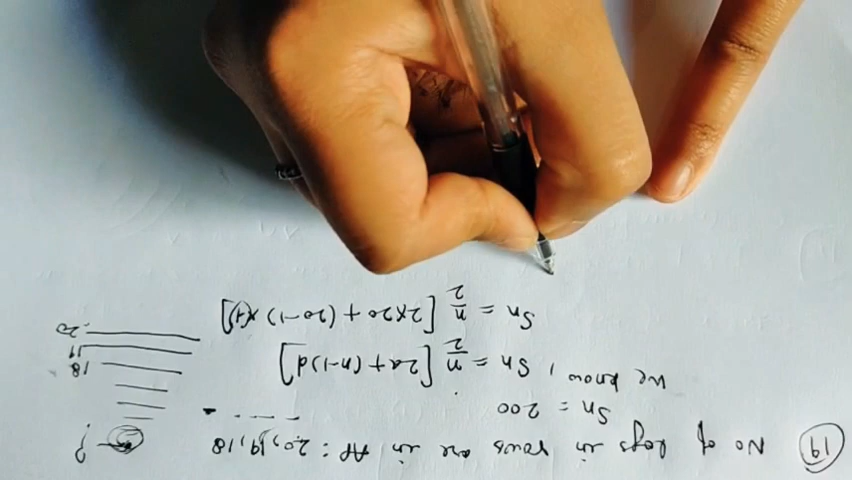 (19) No of logs in rows are in AP : 20, 19, 18 - - - -
?
Sn = 200
We know, Sn = n/2 [2a + (n-1)d]
18
19
20
Sn = n/2 [2x20 + (20-1) x (-1)]